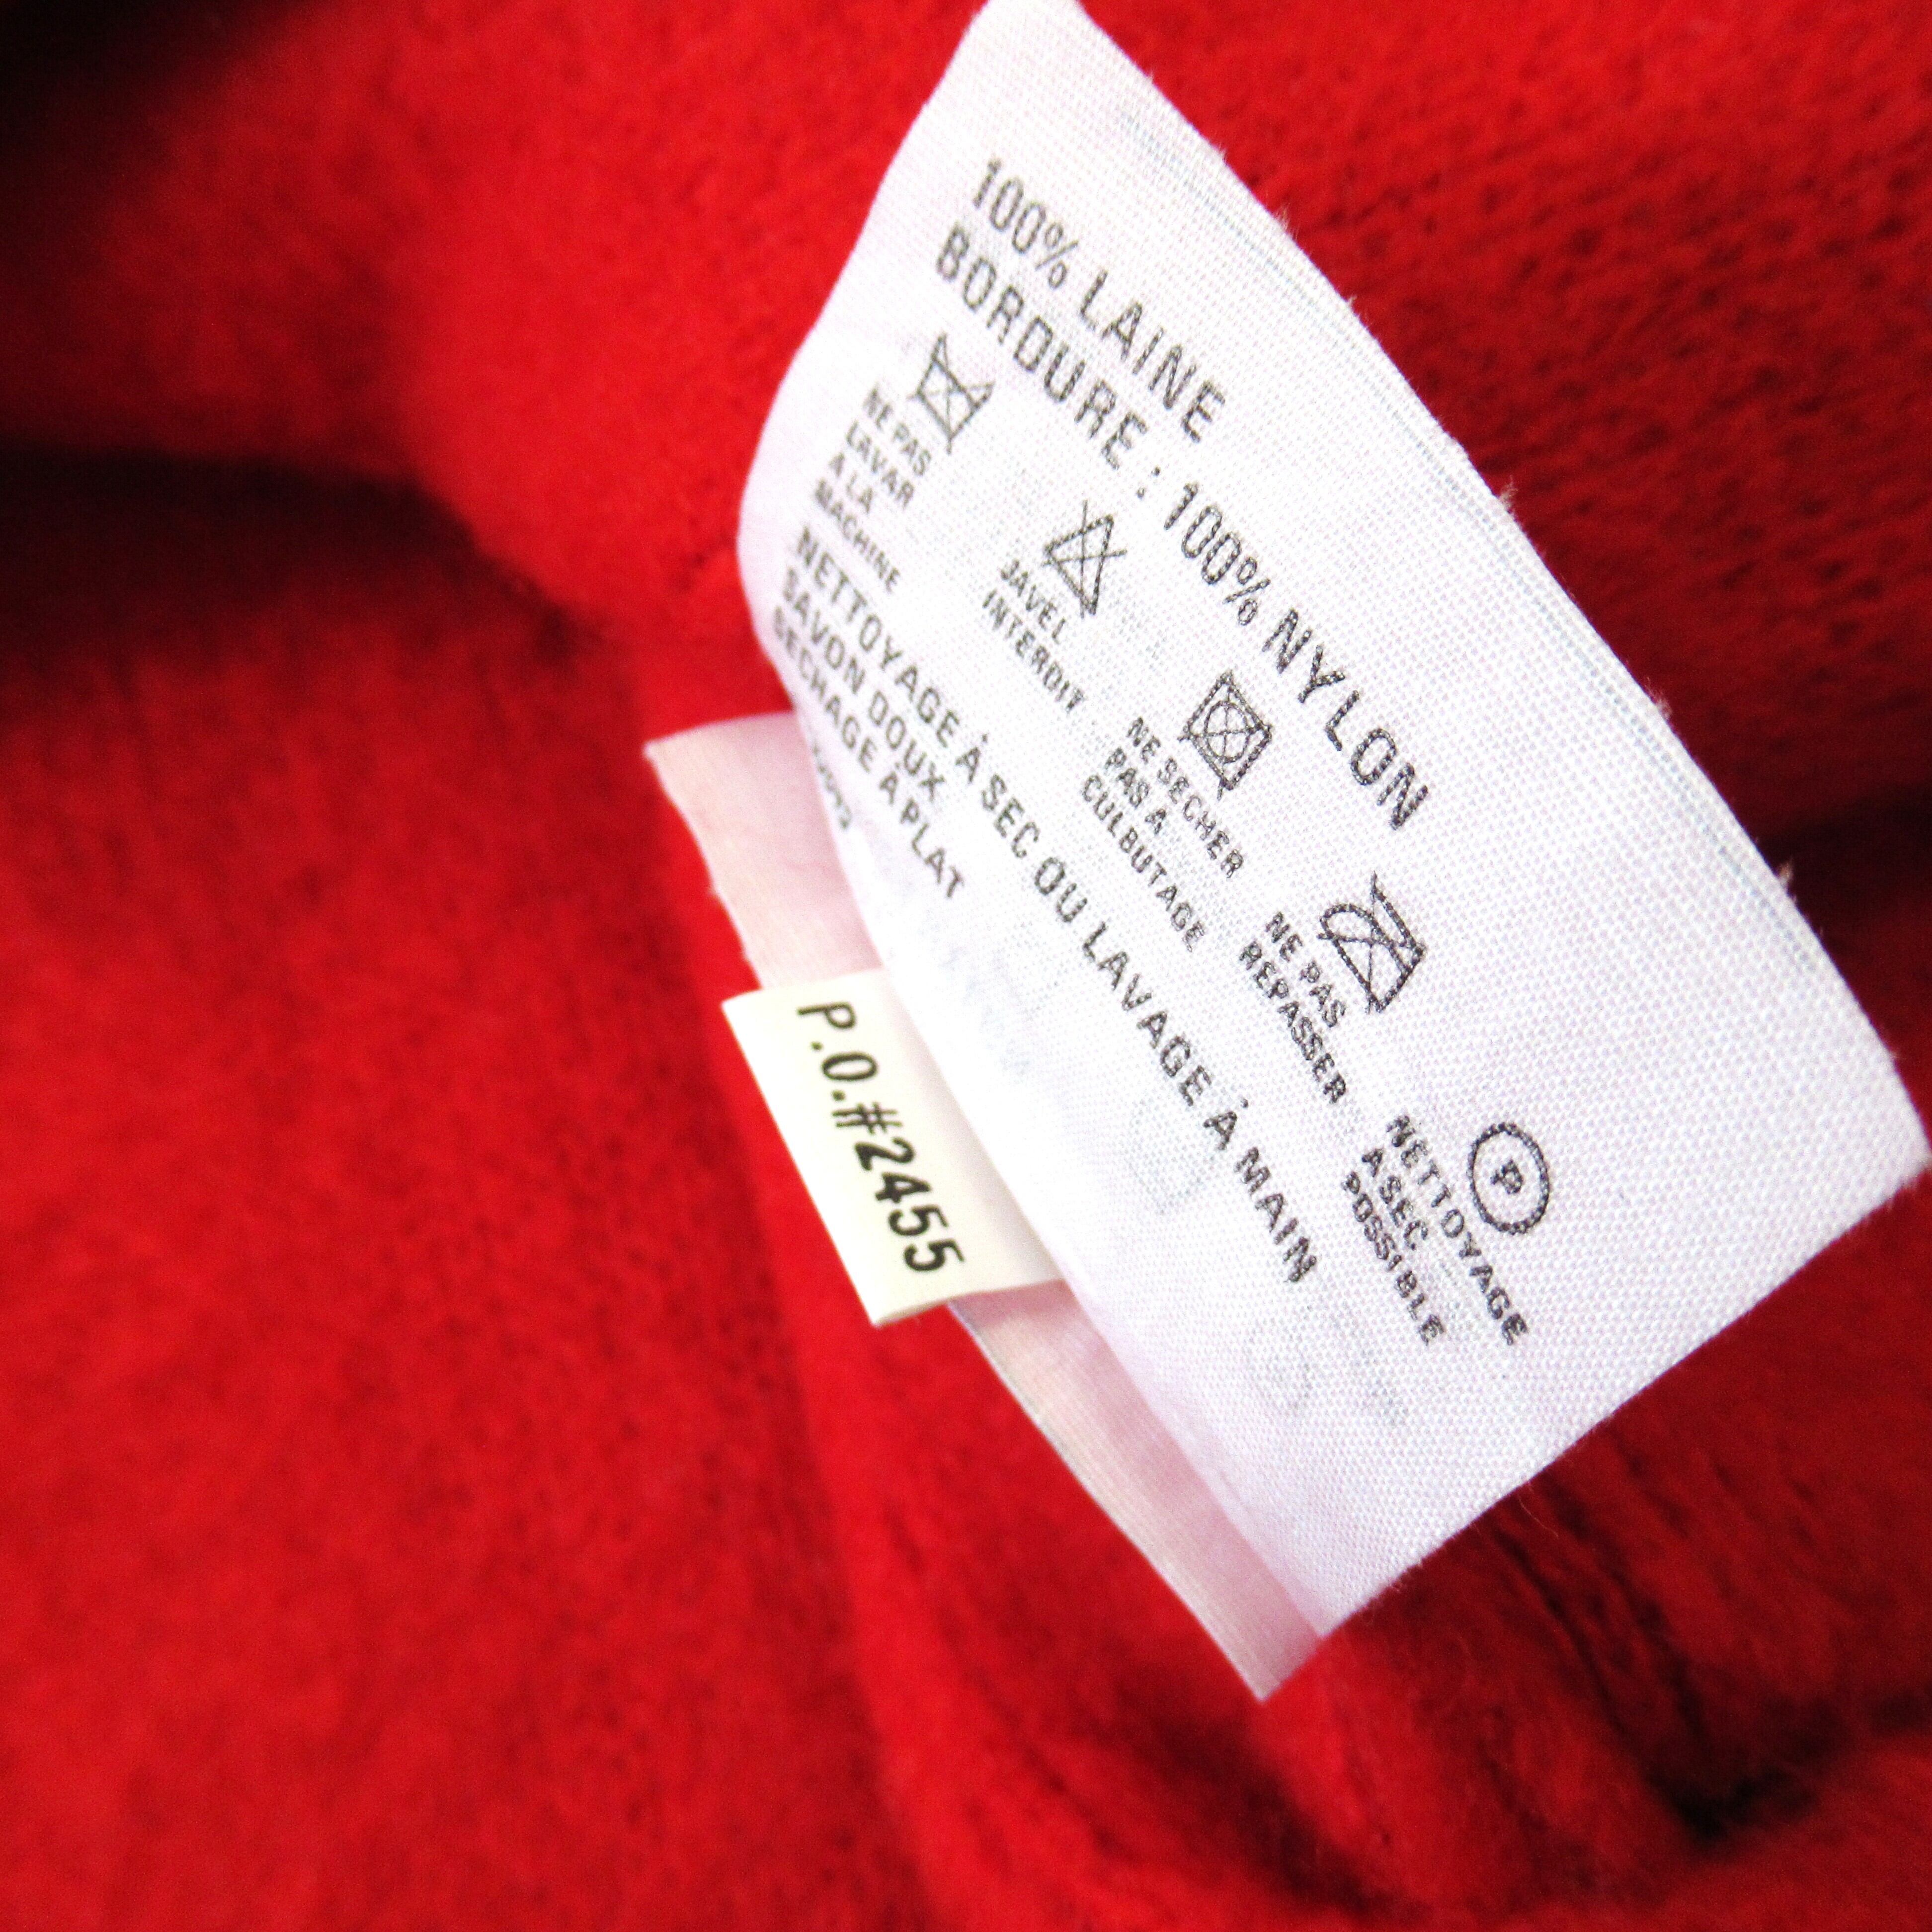 100% LAINE
BORDURE : 100% NYLON
NE PAS
LAVAR
A LA
MACHINE
JAVEL
INTERDIT
NE SECHER
PAS A
CULBUTAGE
NE PAS
REPASSER
P
NETTOYAGE
A SEC
POSSIBLE
NETTOYAGE À SEC OU LAVAGE À MAIN
SAVON DOUX
SECHAGE À PLAT
P.O.#2455